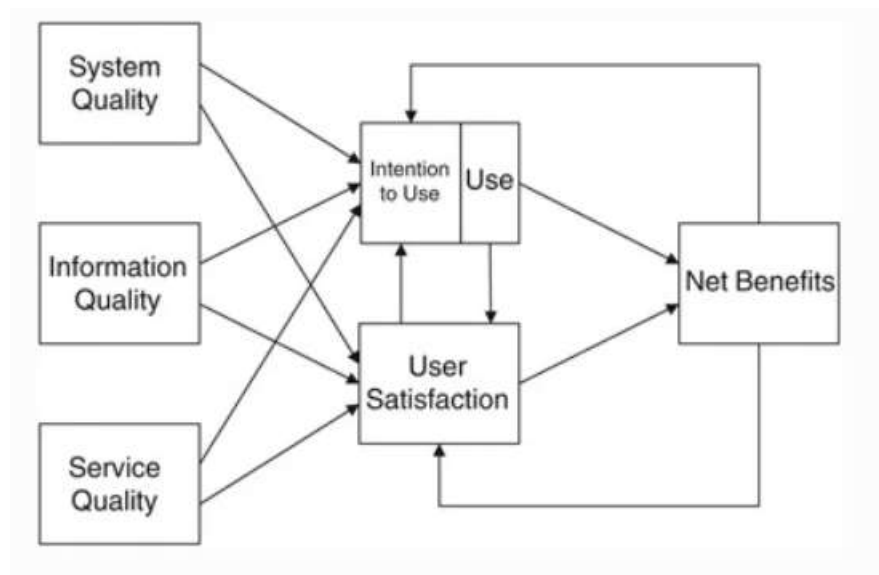 System
Quality
Information
Quality
Service
Quality
Intention
to Use
Use
User
Satisfaction
Net Benefits